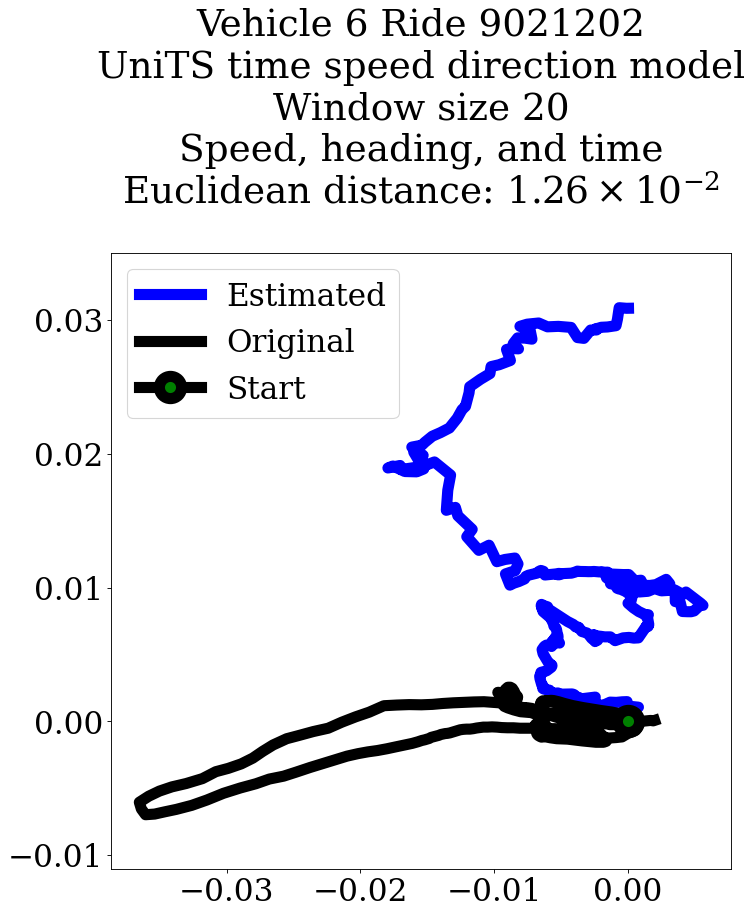 Vehicle 6 Ride 9021202
UniTS time speed direction model
Window size 20
Speed, heading, and time
Euclidean distance: 1.26 × 10⁻²
Estimated
Original
Start
0.03
0.02
0.01
0.00
−0.01
−0.03 −0.02 −0.01 0.00